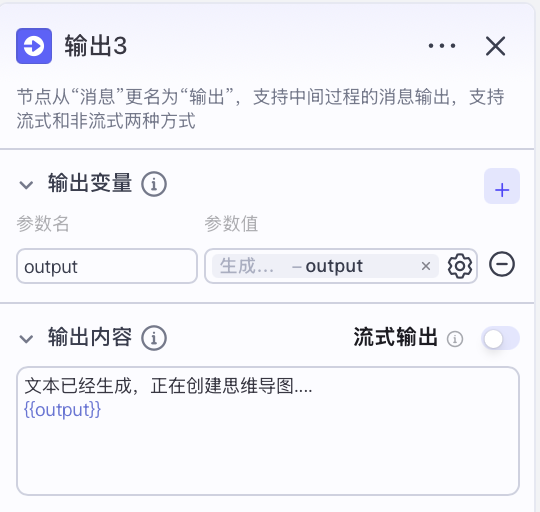 输出3
节点从“消息”更名为“输出”，支持中间过程的消息输出，支持
流式和非流式两种方式
输出变量
参数名 参数值
output 生成... – output ×
输出内容 流式输出
文本已经生成，正在创建思维导图....
{{output}}